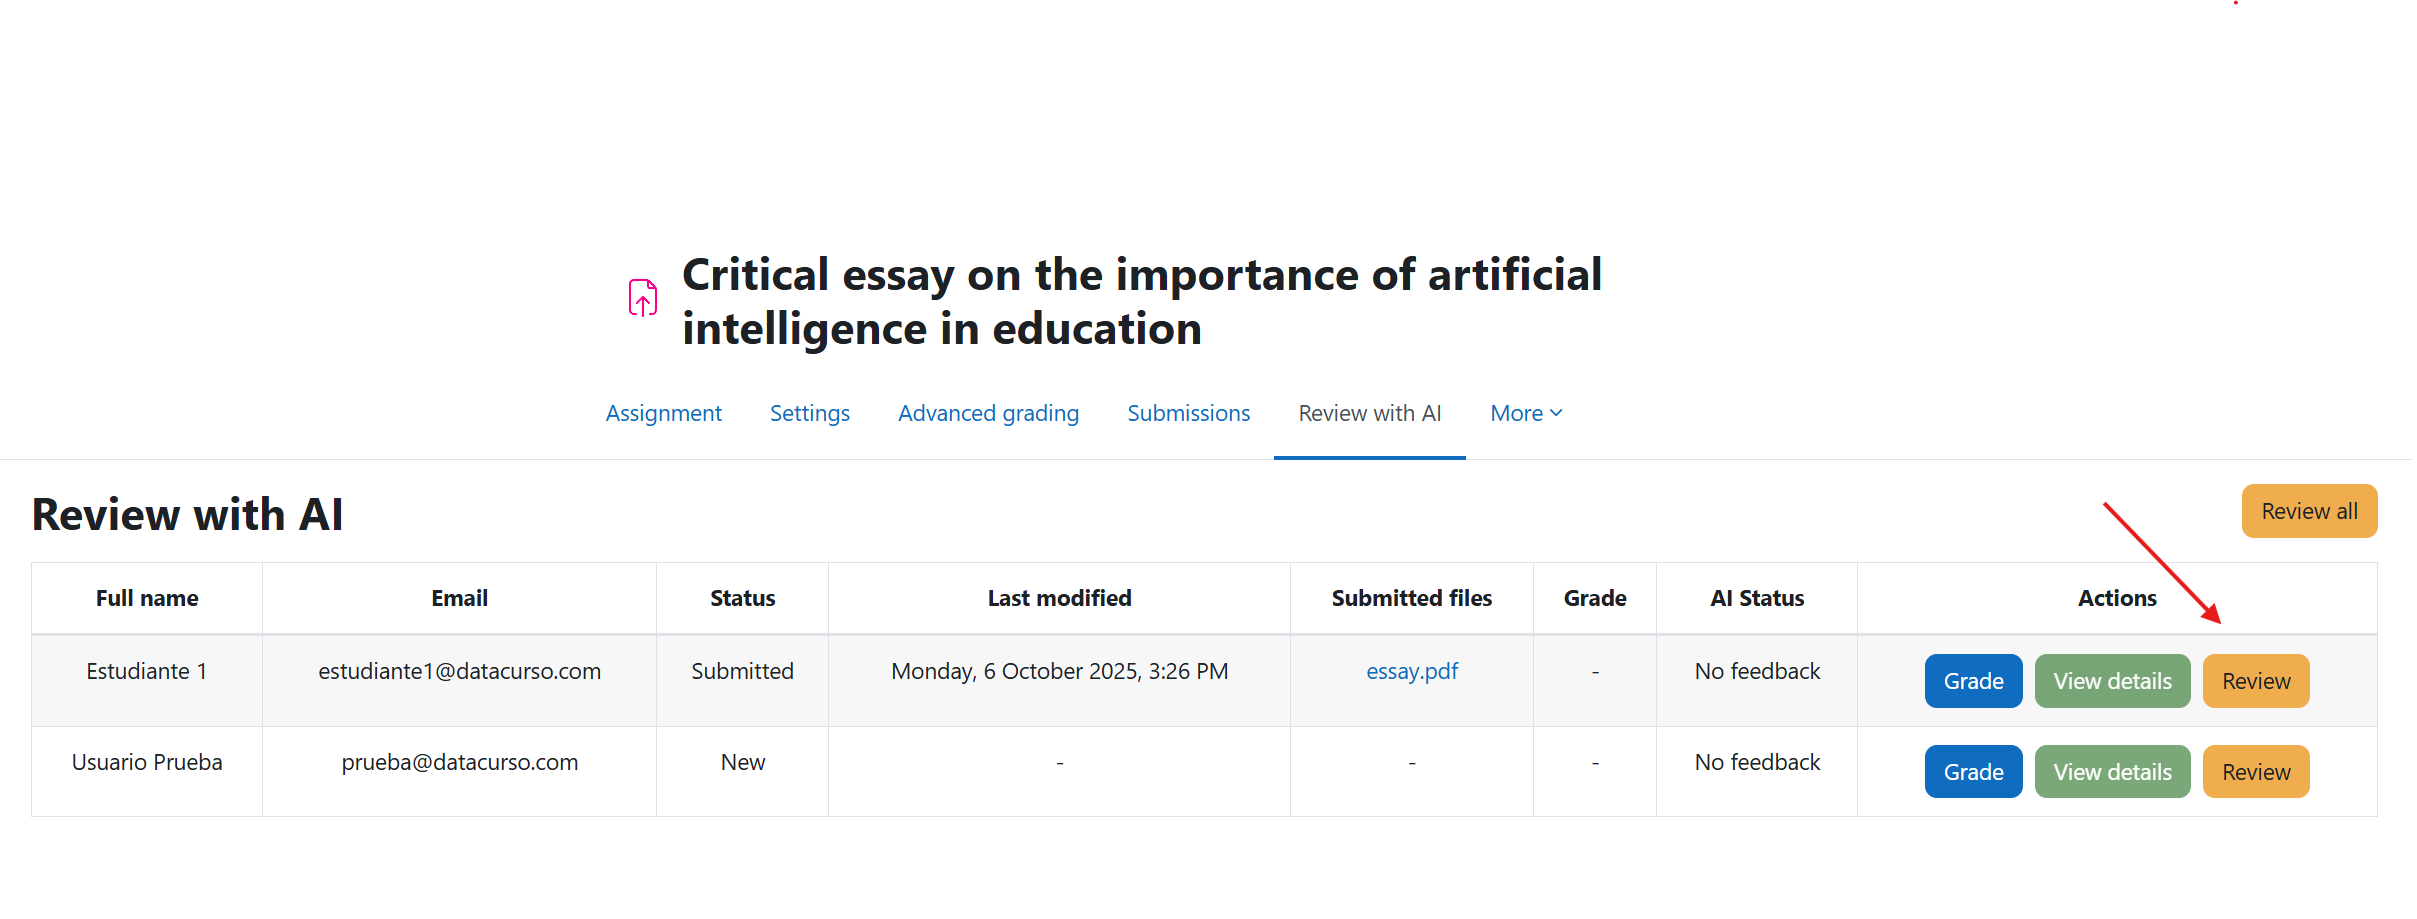 Critical essay on the importance of artificial
intelligence in education
Assignment Settings Advanced grading Submissions Review with AI More
Review with AI Review all
Full name Email Status Last modified Submitted files Grade AI Status Actions
Estudiante 1 estudiante1@datacurso.com Submitted Monday, 6 October 2025, 3:26 PM essay.pdf - No feedback Grade View details Review
Usuario Prueba prueba@datacurso.com New - - - No feedback Grade View details Review